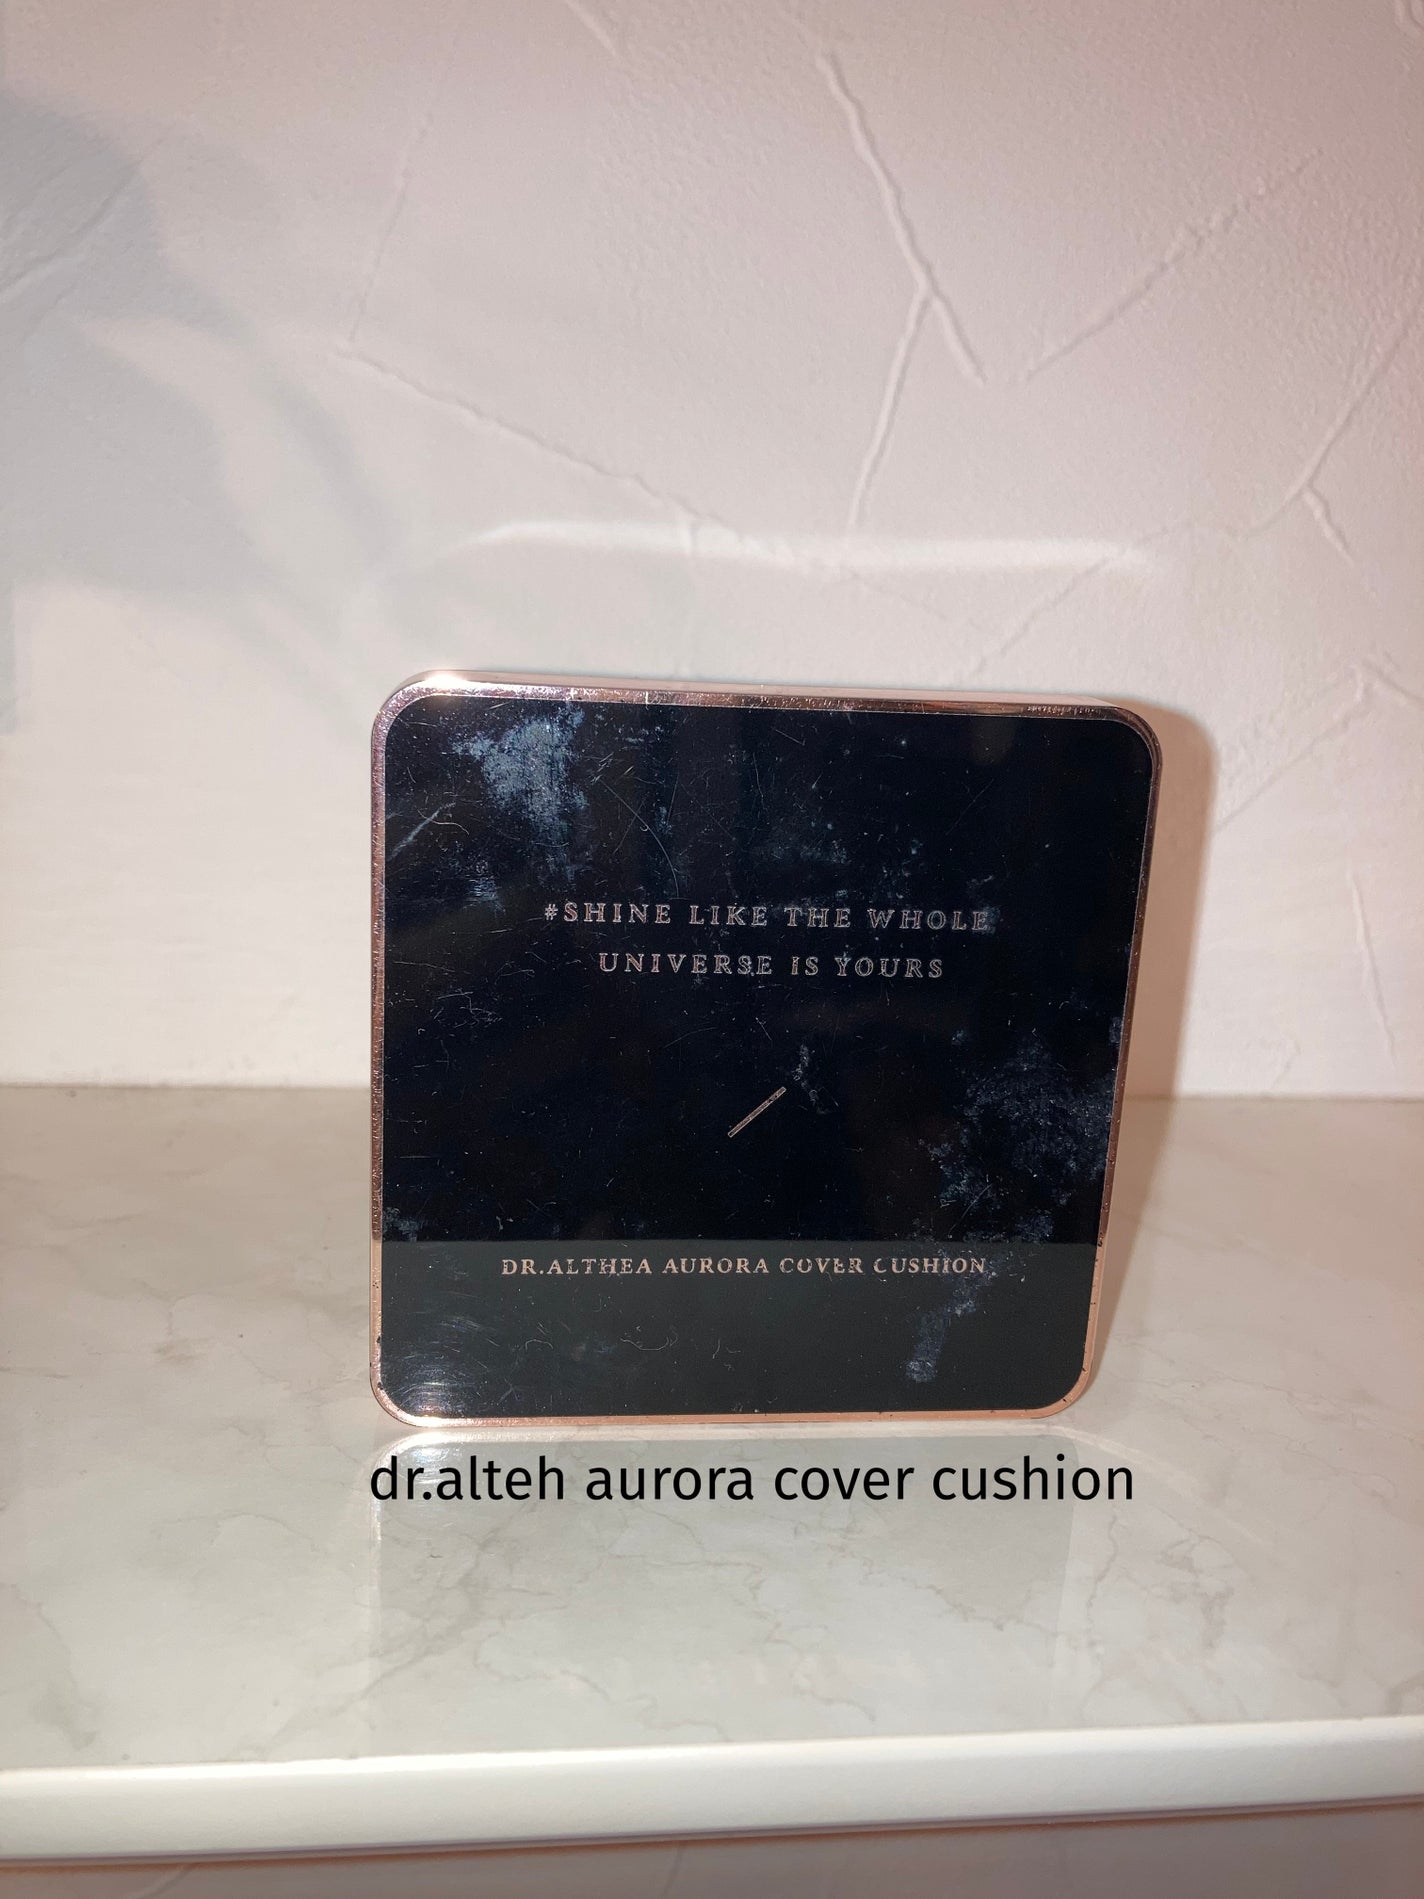 #SHINE LIKE THE WHOLE
UNIVERSE IS YOURS
DR.ALTHEA AURORA COVER CUSHION
dr.alteh aurora cover cushion